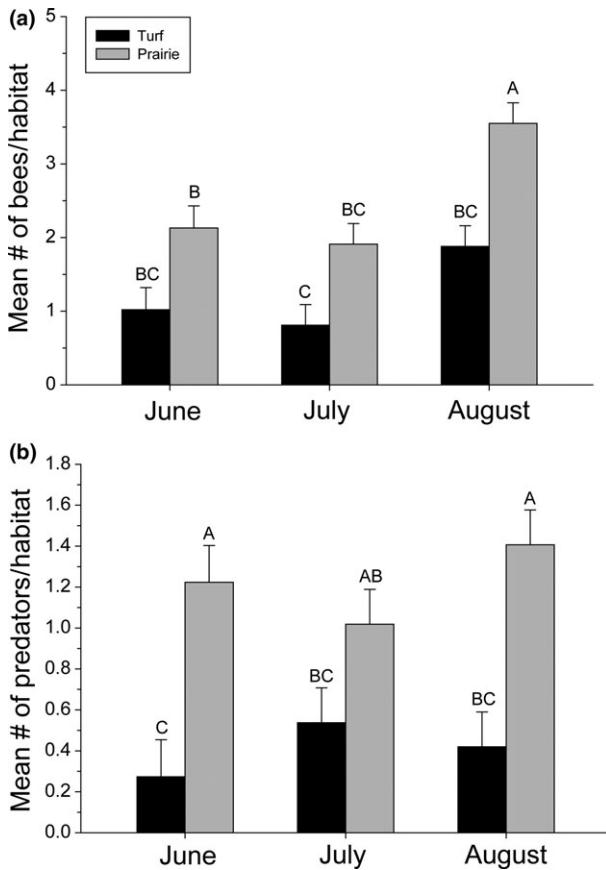 (a)
Turf
Prairie
Mean # of bees/habitat
5
4
3
2
1
0
BC
B
C
BC
BC
A
June July August
(b)
Mean # of predators/habitat
1.8
1.6
1.4
1.2
1.0
0.8
0.6
0.4
0.2
0.0
C
A
BC
AB
BC
A
June July August